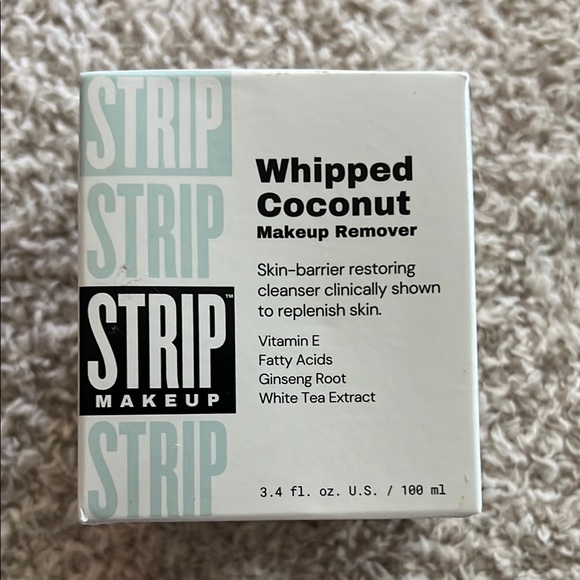 STRIP
STRIP
STRIP™
MAKEUP
STRIP
Whipped
Coconut
Makeup Remover
Skin-barrier restoring
cleanser clinically shown
to replenish skin.
Vitamin E
Fatty Acids
Ginseng Root
White Tea Extract
3.4 fl. oz. U.S. / 100 ml